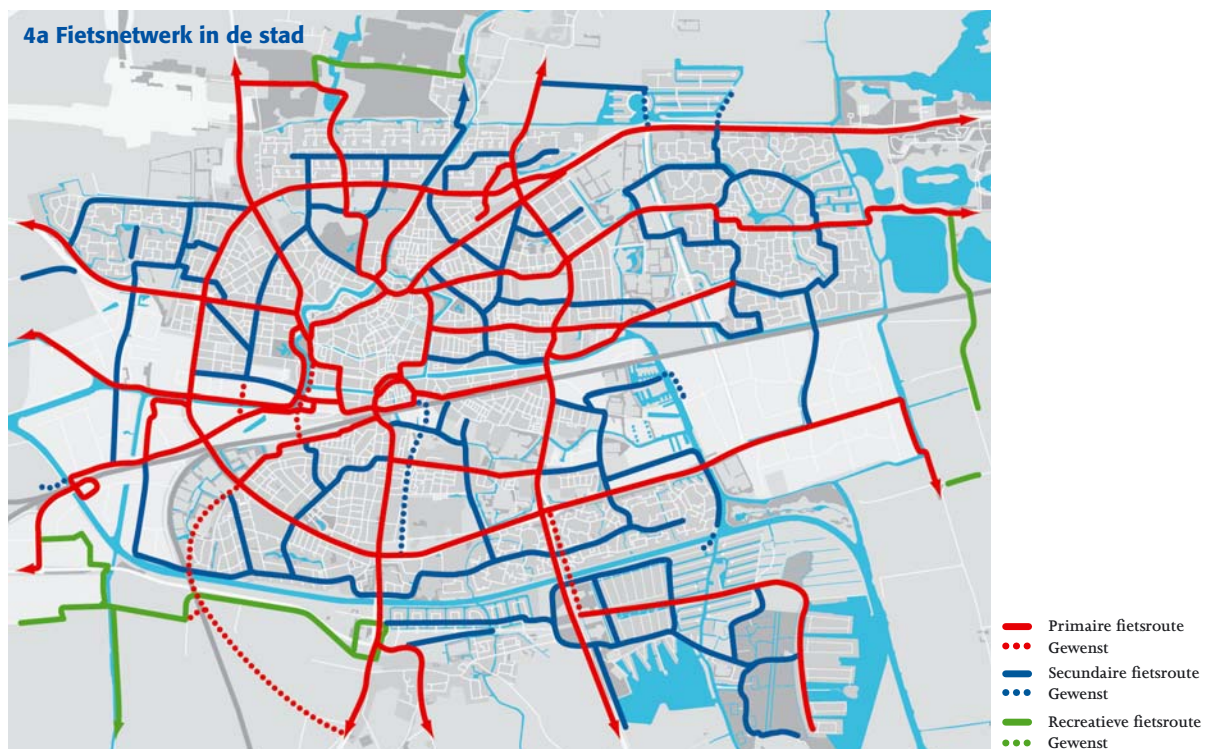 4a Fietsnetwerk in de stad
Primaire fietsroute
Gewenst
Secundaire fietsroute
Gewenst
Recreatieve fietsroute
Gewenst